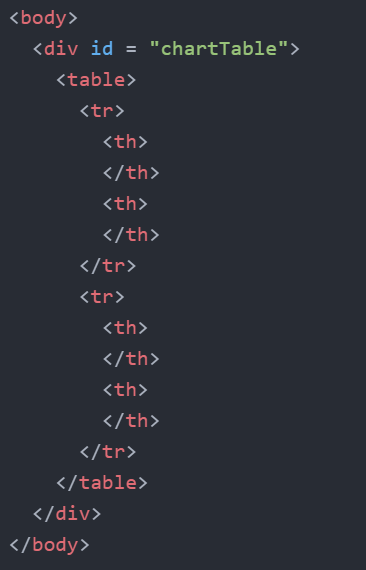 <body>
  <div id = "chartTable">
    <table>
      <tr>
        <th>
        </th>
        <th>
        </th>
      </tr>
      <tr>
        <th>
        </th>
        <th>
        </th>
      </tr>
    </table>
  </div>
</body>